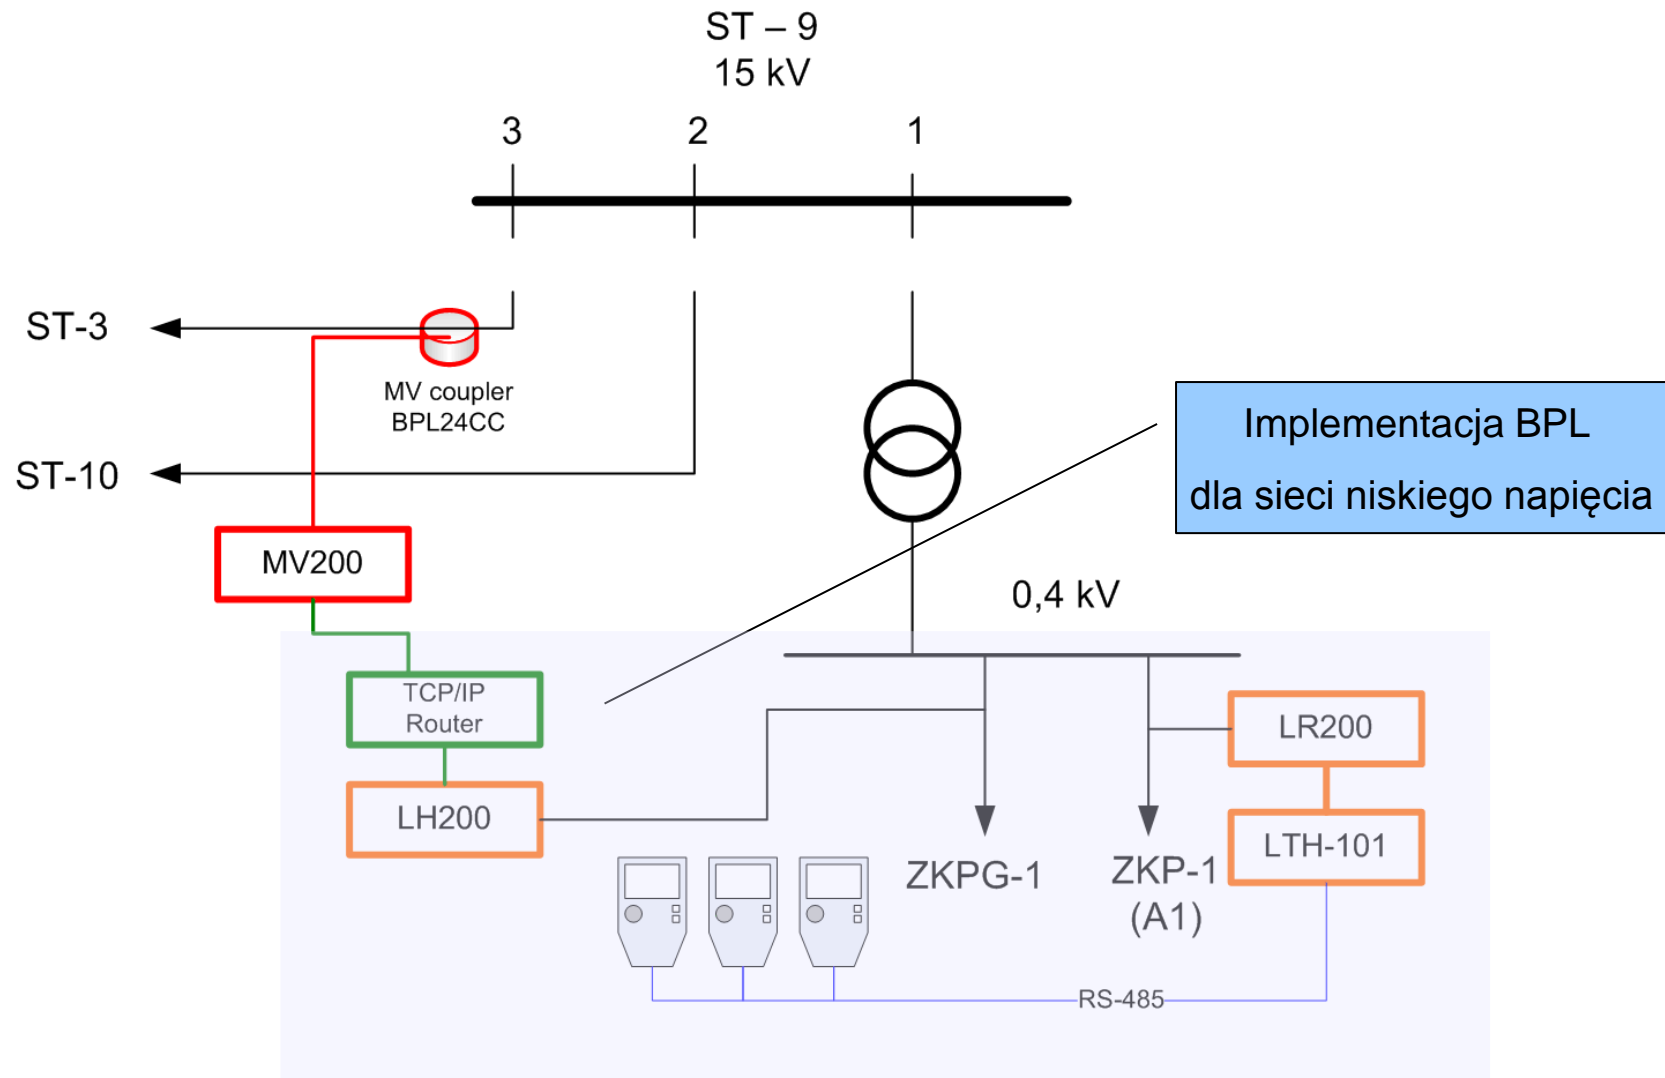 ST – 9
15 kV
3
2
1
ST-3
MV coupler
BPL24CC
Implementacja BPL
dla sieci niskiego napięcia
ST-10
MV200
0,4 kV
TCP/IP
Router
LR200
LH200
LTH-101
ZKPG-1
ZKP-1
(A1)
RS-485